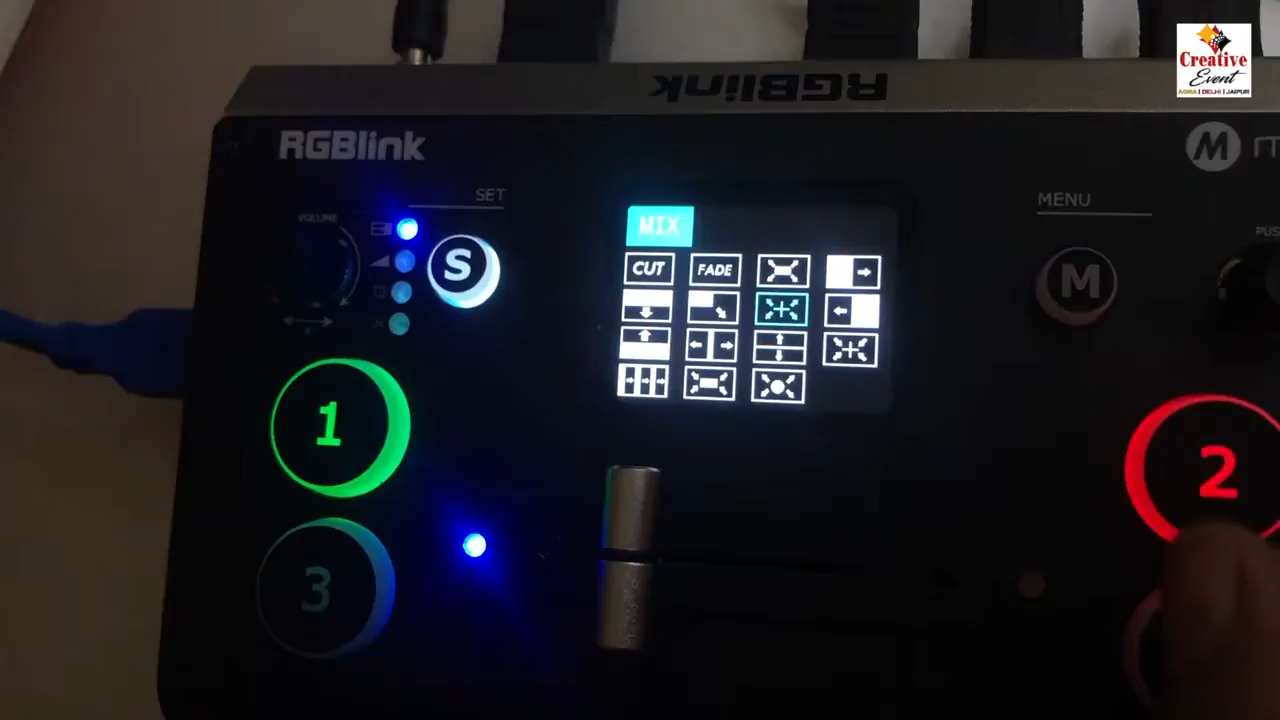 RGBlink
Creative
Event
AGRA | DELHI | JAIPUR
RGBlink
M
SET
MENU
VOLUME
S
MIX
M
CUT
FADE
1
2
3